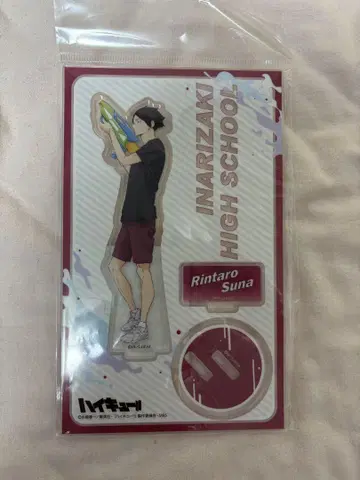 INARIZAKI
HIGH SCHOOL
Rintaro
Suna
ハイキュー!!